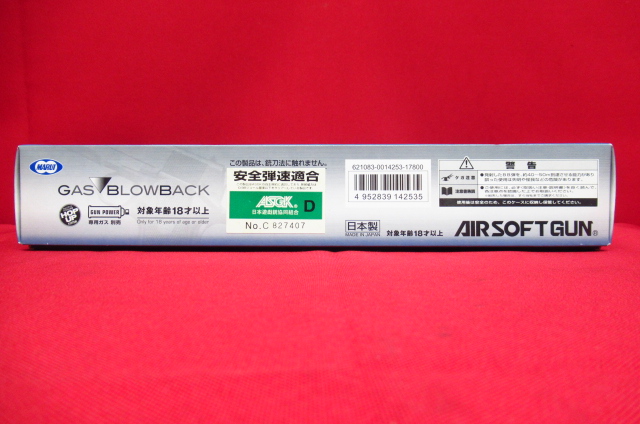 MARUI
GAS BLOWBACK
HOP UP
GUN POWER
専用ガス 別売
対象年齢18才以上
Only for 18 years of age or older
この製品は、銃刀法に触れません。
安全弾速適合
ASGK
D
日本遊戯銃協同組合
No.C 827407
621083-0014253-17800
4 952839 142535
日本製
MADE IN JAPAN
対象年齢18才以上
警告
ケガ注意
AIRSOFT GUN